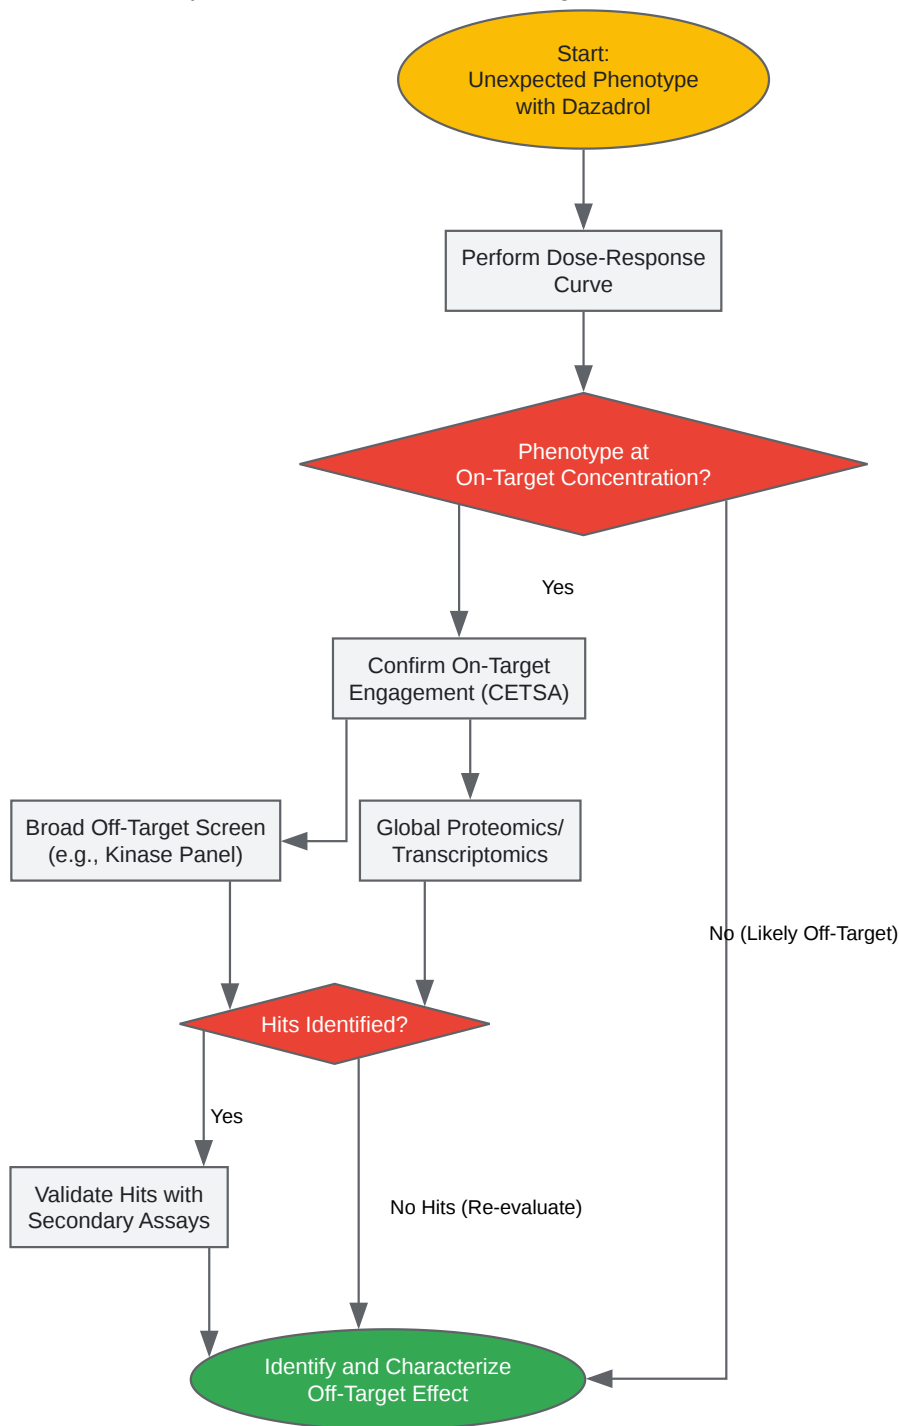 Start:
Unexpected Phenotype
with Dazadrol
Perform Dose-Response
Curve
Phenotype at
On-Target Concentration?
Yes
Confirm On-Target
Engagement (CETSA)
Broad Off-Target Screen
(e.g., Kinase Panel)
Global Proteomics/
Transcriptomics
No (Likely Off-Target)
Hits Identified?
Yes
Validate Hits with
Secondary Assays
No Hits (Re-evaluate)
Identify and Characterize
Off-Target Effect